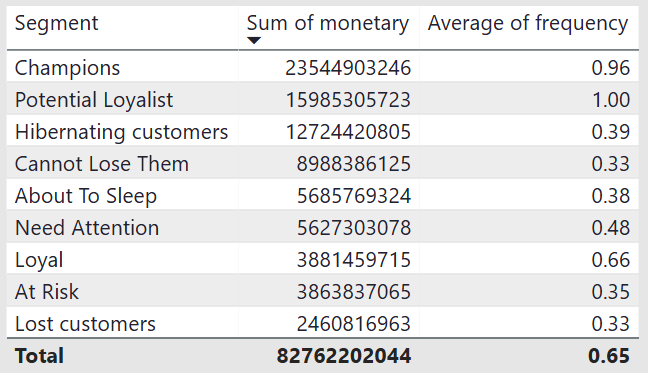 Segment Sum of monetary Average of frequency
Champions 23544903246 0.96
Potential Loyalist 15985305723 1.00
Hibernating customers 12724420805 0.39
Cannot Lose Them 8988386125 0.33
About To Sleep 5685769324 0.38
Need Attention 5627303078 0.48
Loyal 3881459715 0.66
At Risk 3863837065 0.35
Lost customers 2460816963 0.33
Total 82762202044 0.65